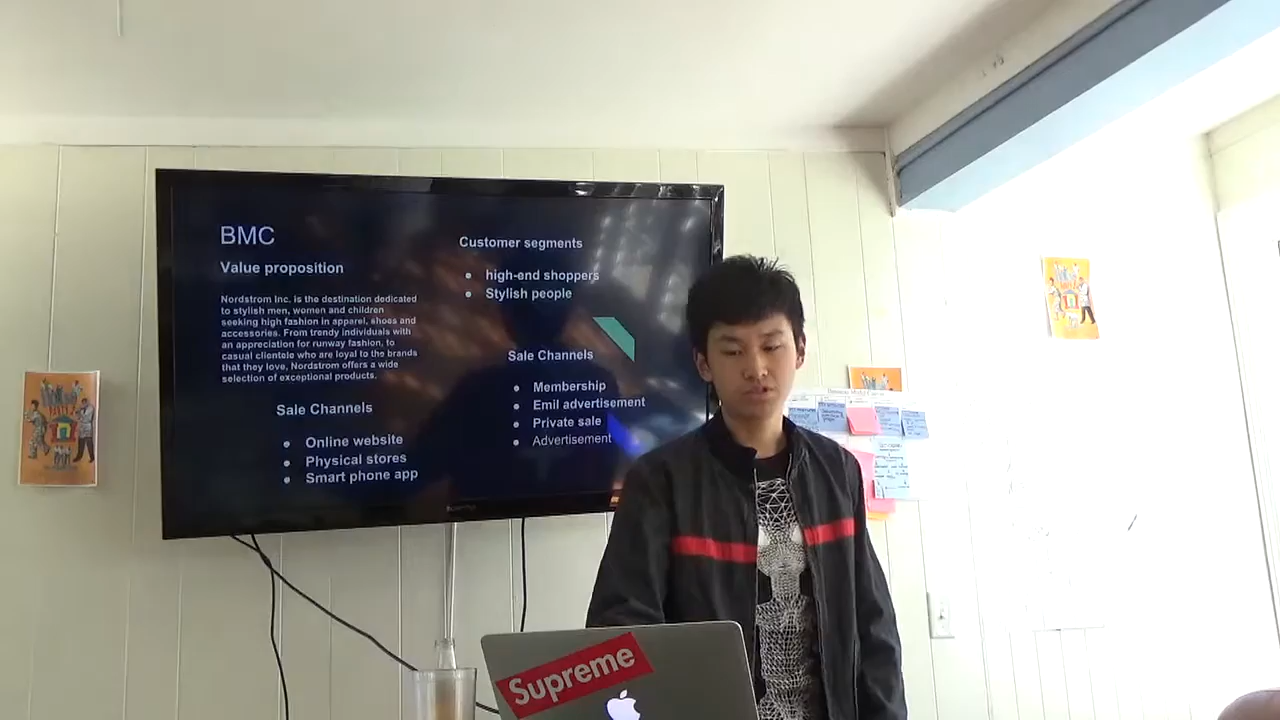 BMC
Value proposition
Nordstrom Inc. is the destination dedicated
to stylish men, women and children
seeking high fashion in apparel, shoes and
accessories. From trendy individuals with
an appreciation for runway fashion, to
casual clientele who are loyal to the brands
that they love, Nordstrom offers a wide
selection of exceptional products.
Sale Channels
Online website
Physical stores
Smart phone app
Customer segments
high-end shoppers
Stylish people
Sale Channels
Membership
Emil advertisement
Private sale
Advertisement
Supreme